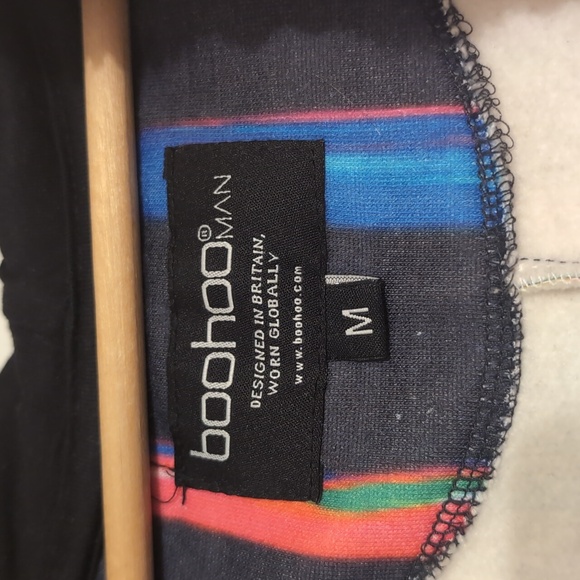 boohoo® MAN
DESIGNED IN BRITAIN,
WORN GLOBALLY
www.boohoo.com
M